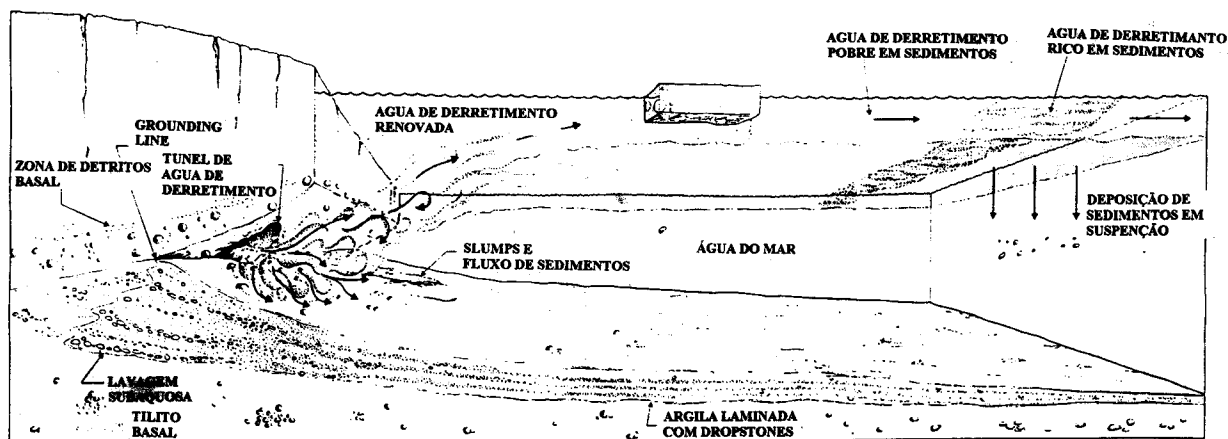 AGUA DE DERRETIMENTO
POBRE EM SEDIMENTOS
AGUA DE DERRETIMANTO
RICO EM SEDIMENTOS
AGUA DE DERRETIMENTO
RENOVADA
GROUNDING
LINE
ZONA DE DETRITOS
BASAL
TUNEL DE
AGUA DE
DERRETIMENTO
DEPOSIÇÃO DE
SEDIMENTOS EM
SUSPENÇÃO
SLUMPS E
FLUXO DE SEDIMENTOS
ÁGUA DO MAR
LAVAGEM
SUBAQUOSA
TILITO
BASAL
ARGILA LAMINADA
COM DROPSTONES